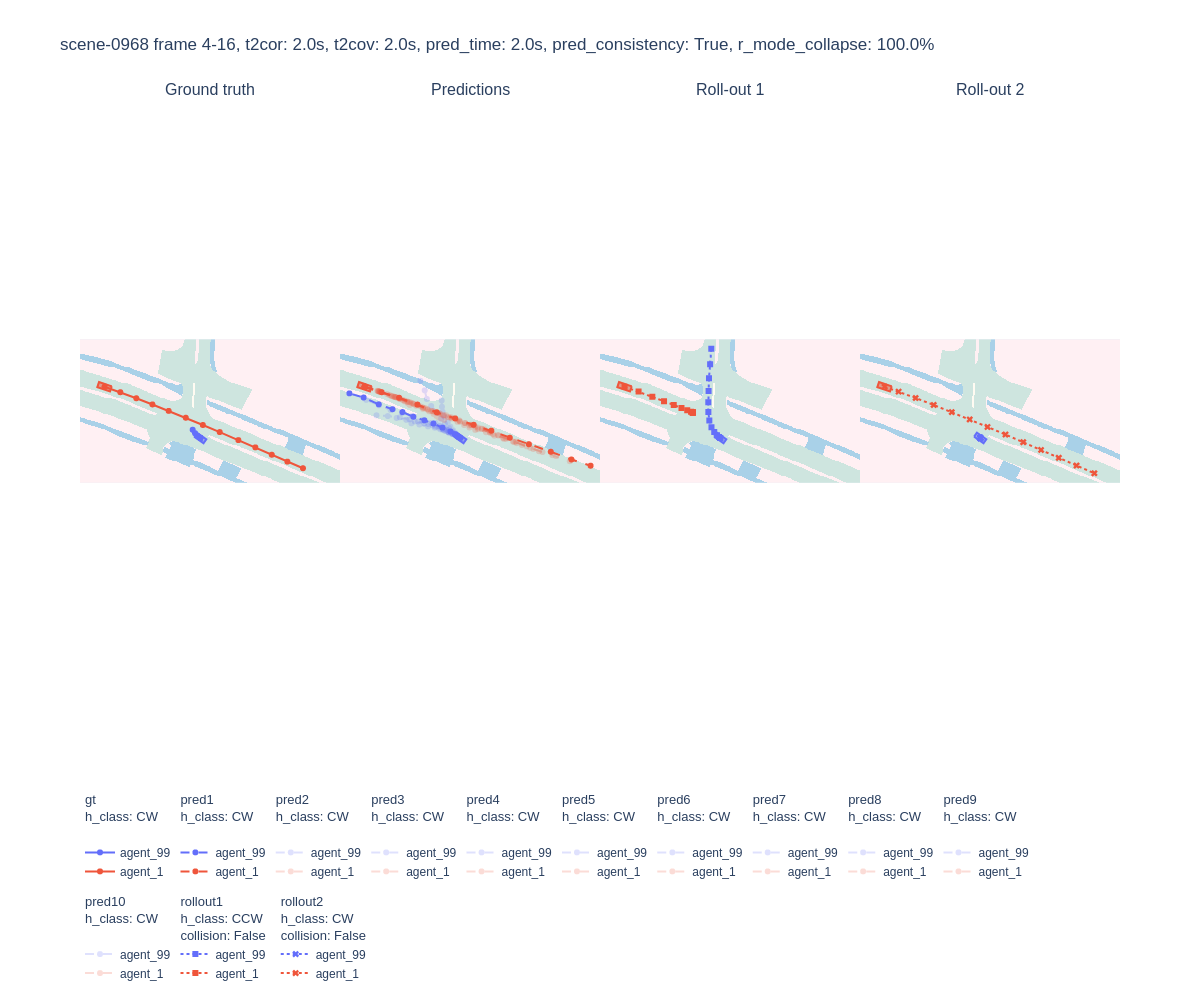 scene-0968 frame 4-16, t2cor: 2.0s, t2cov: 2.0s, pred_time: 2.0s, pred_consistency: True, r_mode_collapse: 100.0%
Ground truth Predictions Roll-out 1 Roll-out 2
gt pred1 pred2 pred3 pred4 pred5 pred6 pred7 pred8 pred9
h_class: CW h_class: CW h_class: CW h_class: CW h_class: CW h_class: CW h_class: CW h_class: CW h_class: CW h_class: CW
agent_99 agent_99 agent_99 agent_99 agent_99 agent_99 agent_99 agent_99 agent_99 agent_99
agent_1 agent_1 agent_1 agent_1 agent_1 agent_1 agent_1 agent_1 agent_1 agent_1
pred10 rollout1 rollout2
h_class: CW h_class: CCW h_class: CW
collision: False collision: False
agent_99 agent_99 agent_99
agent_1 agent_1 agent_1